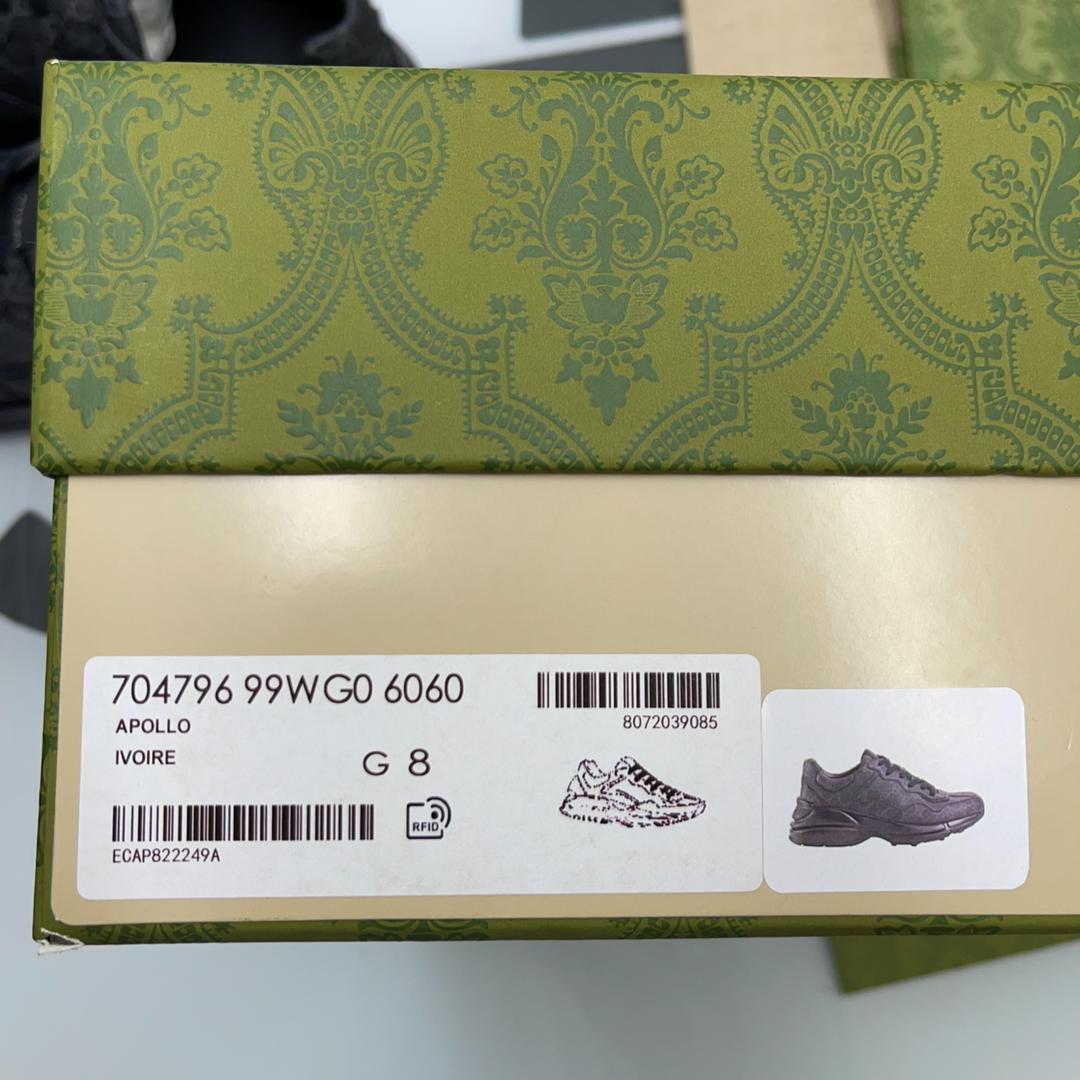 704796 99WG0 6060
APOLLO
IVOIRE
G 8
8072039085
RFID
ECAP822249A